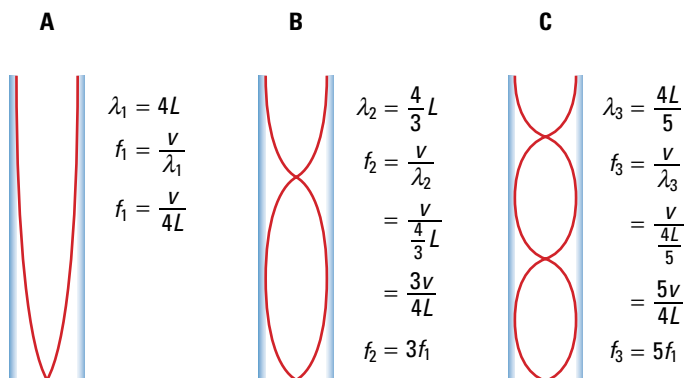 A
λ₁ = 4L
f₁ = v/λ₁
f₁ = v/4L
B
λ₂ = 4/3 L
f₂ = v/λ₂
= v/(4/3 L)
= 3v/4L
f₂ = 3f₁
C
λ₃ = 4L/5
f₃ = v/λ₃
= v/(4L/5)
= 5v/4L
f₃ = 5f₁